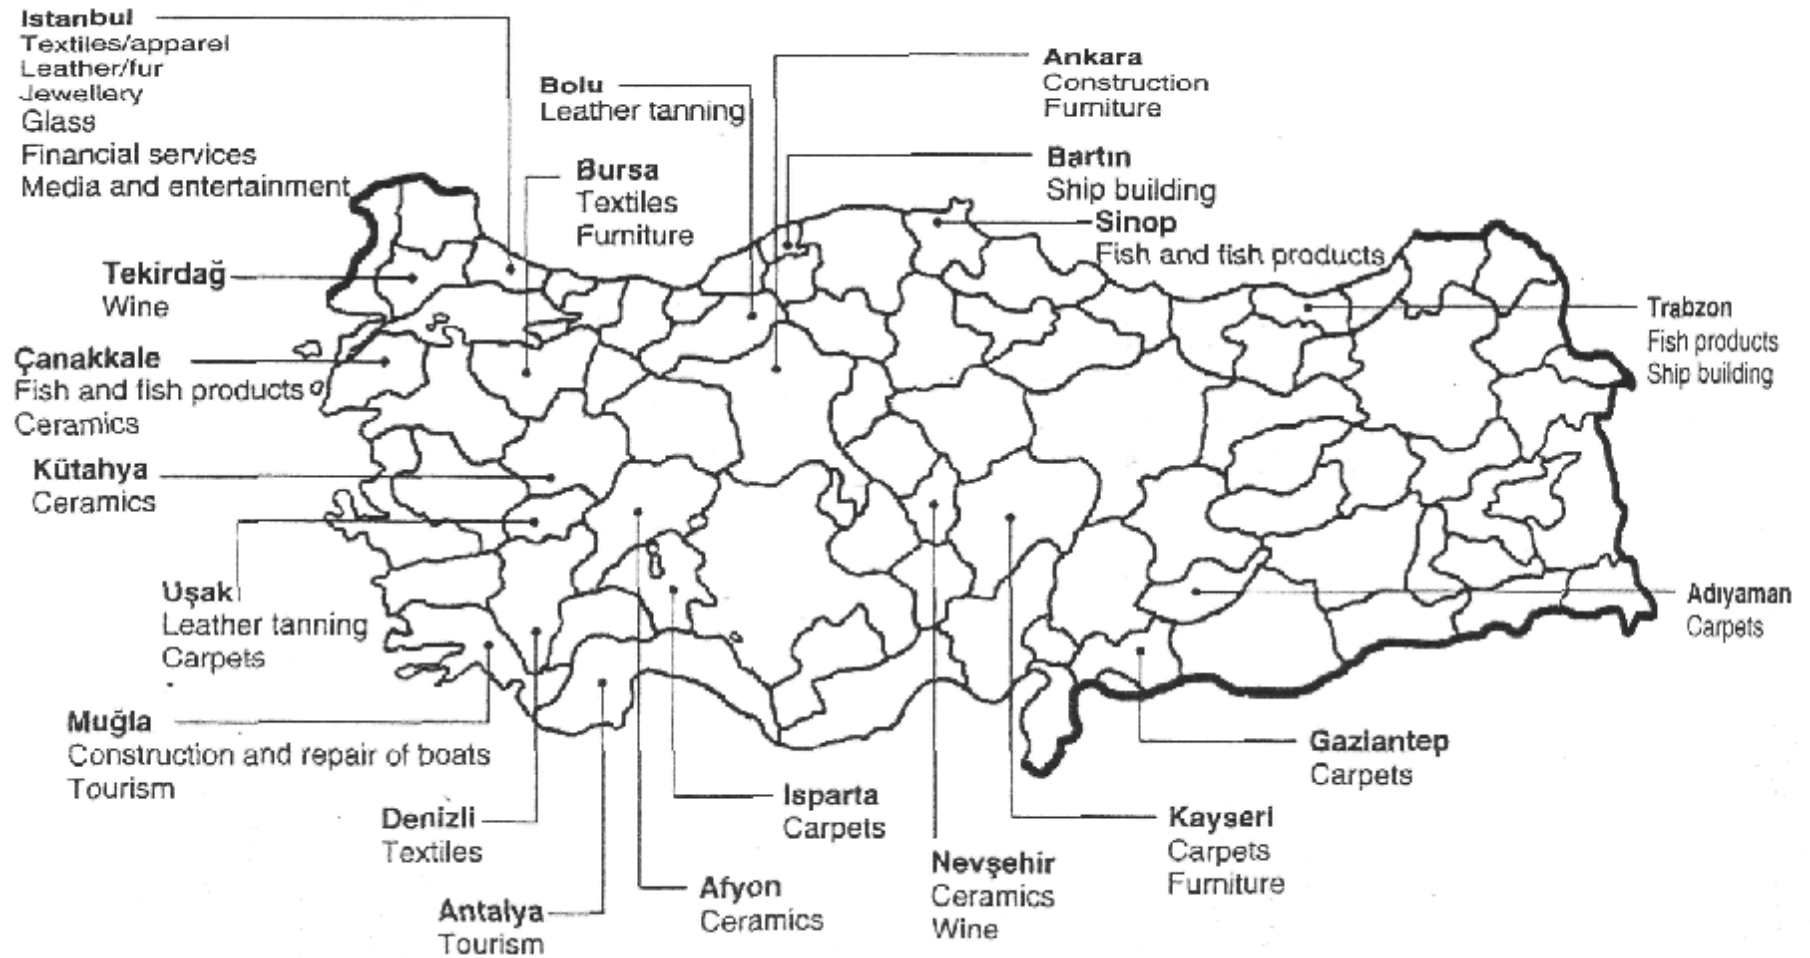 Istanbul
Textiles/apparel
Leather/fur
Jewellery
Glass
Financial services
Media and entertainment
Bolu
Leather tanning
Ankara
Construction
Furniture
Bursa
Textiles
Furniture
Bartın
Ship building
Sinop
Fish and fish products
Tekirdağ
Wine
Trabzon
Fish products
Ship building
Çanakkale
Fish and fish products
Ceramics
Kütahya
Ceramics
Uşak
Leather tanning
Carpets
Adıyaman
Carpets
Muğla
Construction and repair of boats
Tourism
Gaziantep
Carpets
Denizli
Textiles
Isparta
Carpets
Kayseri
Carpets
Furniture
Nevşehir
Ceramics
Wine
Afyon
Ceramics
Antalya
Tourism